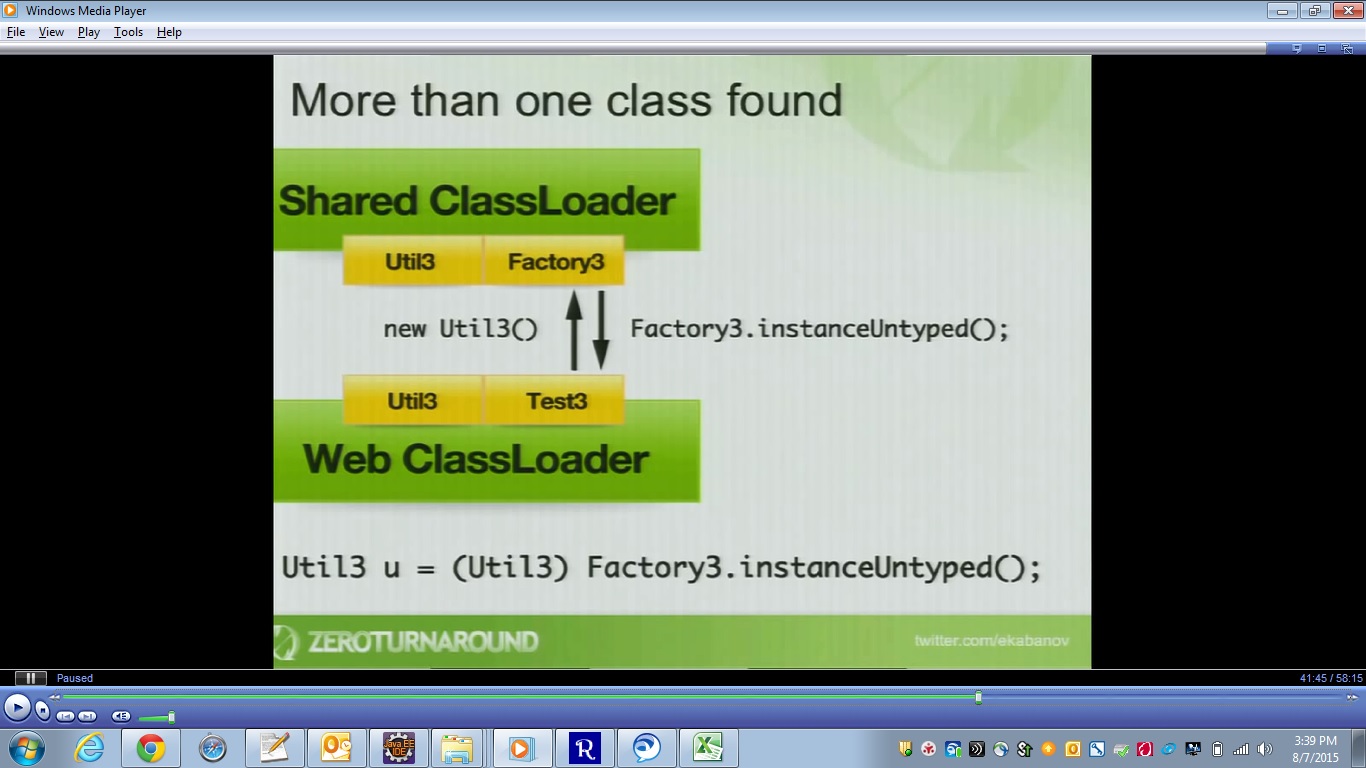 Windows Media Player
File View Play Tools Help
More than one class found
Shared ClassLoader
Util3 Factory3
new Util3() Factory3.instanceUntyped();
Util3 Test3
Web ClassLoader
Util3 u = (Util3) Factory3.instanceUntyped();
ZEROTURNAROUND twitter.com/ekabanov
Paused 41:45 / 58:15
Java EE
IDE
R
3:39 PM
8/7/2015